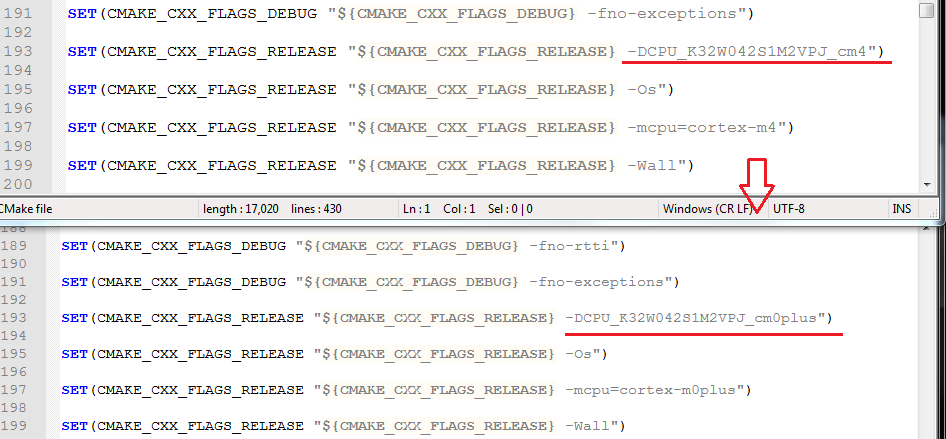 191 SET(CMAKE_CXX_FLAGS_DEBUG "${CMAKE_CXX_FLAGS_DEBUG} -fno-exceptions")
192
193 SET(CMAKE_CXX_FLAGS_RELEASE "${CMAKE_CXX_FLAGS_RELEASE} -DCPU_K32W042S1M2VPJ_cm4")
194
195 SET(CMAKE_CXX_FLAGS_RELEASE "${CMAKE_CXX_FLAGS_RELEASE} -Os")
196
197 SET(CMAKE_CXX_FLAGS_RELEASE "${CMAKE_CXX_FLAGS_RELEASE} -mcpu=cortex-m4")
198
199 SET(CMAKE_CXX_FLAGS_RELEASE "${CMAKE_CXX_FLAGS_RELEASE} -Wall")
200
CMake file length : 17,020 lines : 430 Ln : 1 Col : 1 Sel : 0 | 0 Windows (CR LF) UTF-8 INS
188
189 SET(CMAKE_CXX_FLAGS_DEBUG "${CMAKE_CXX_FLAGS_DEBUG} -fno-rtti")
190
191 SET(CMAKE_CXX_FLAGS_DEBUG "${CMAKE_CXX_FLAGS_DEBUG} -fno-exceptions")
192
193 SET(CMAKE_CXX_FLAGS_RELEASE "${CMAKE_CXX_FLAGS_RELEASE} -DCPU_K32W042S1M2VPJ_cm0plus")
194
195 SET(CMAKE_CXX_FLAGS_RELEASE "${CMAKE_CXX_FLAGS_RELEASE} -Os")
196
197 SET(CMAKE_CXX_FLAGS_RELEASE "${CMAKE_CXX_FLAGS_RELEASE} -mcpu=cortex-m0plus")
198
199 SET(CMAKE_CXX_FLAGS_RELEASE "${CMAKE_CXX_FLAGS_RELEASE} -Wall")